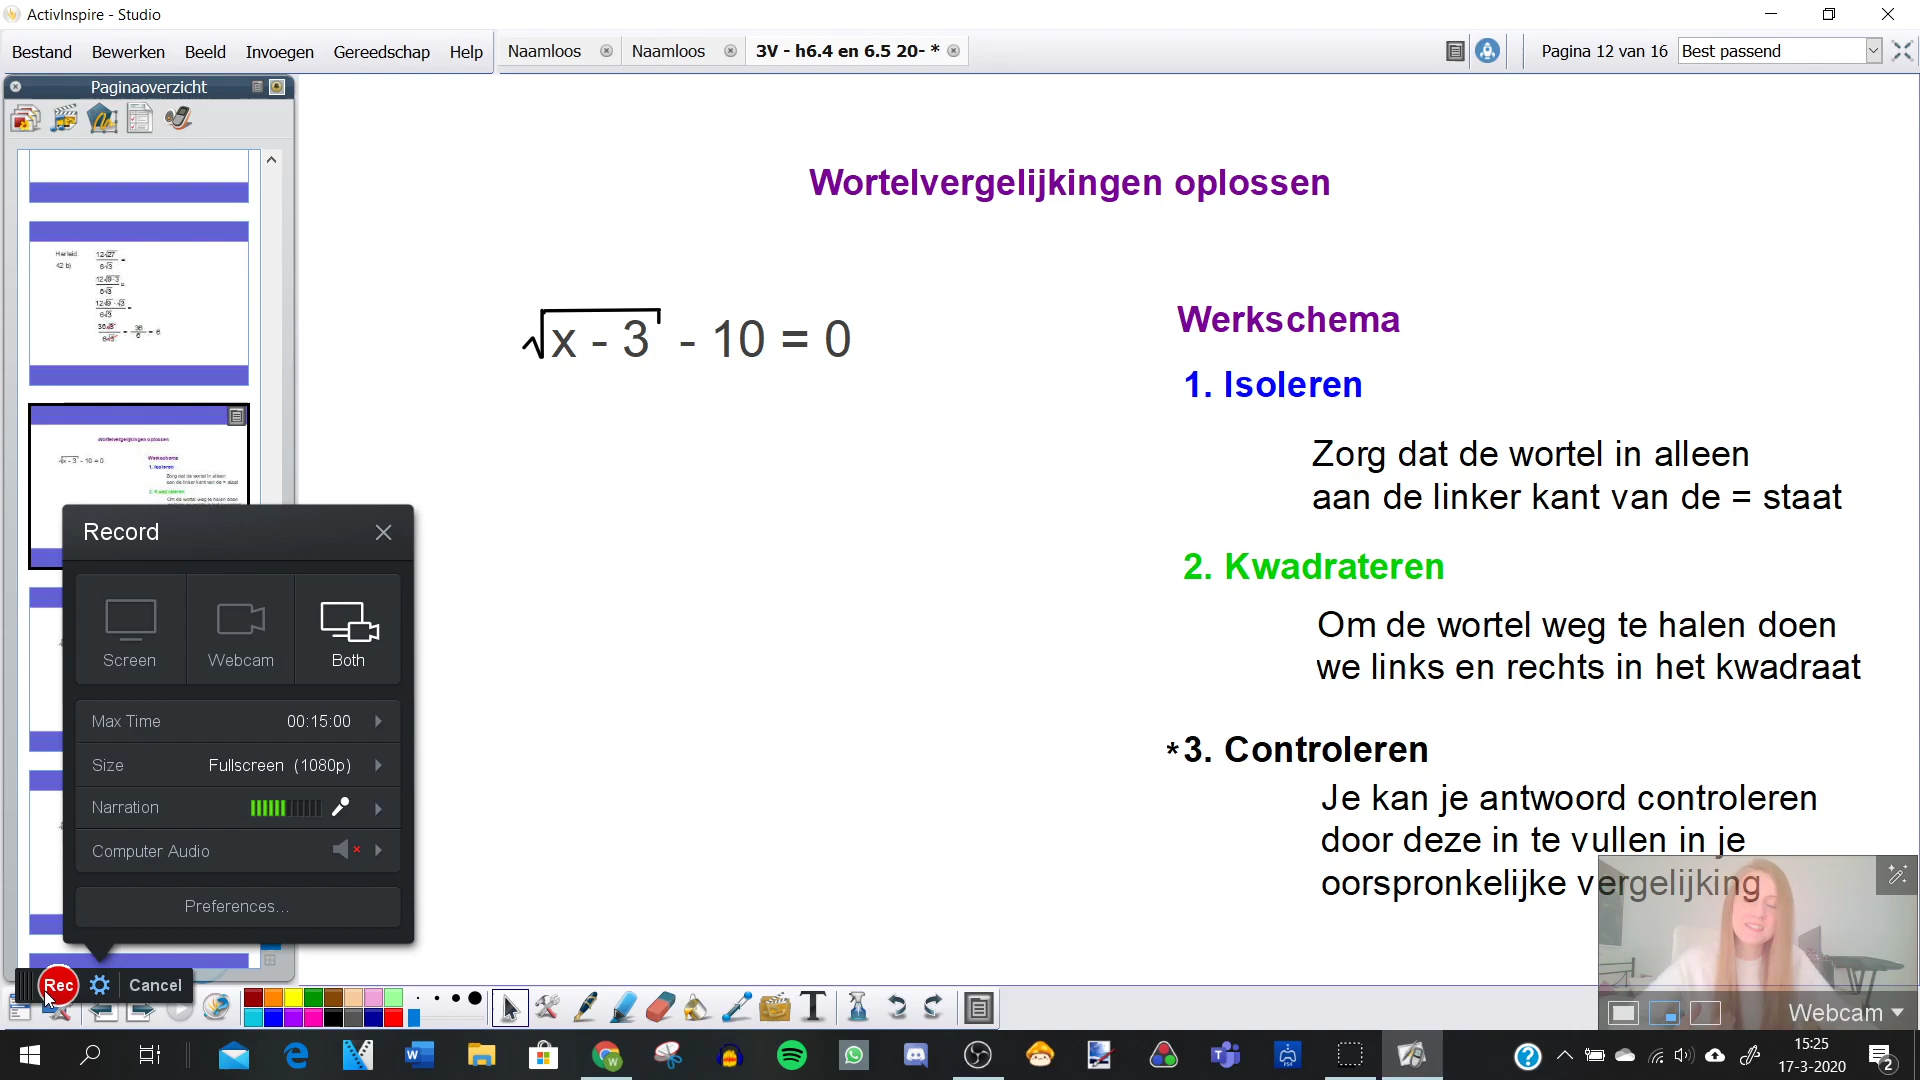 ActivInspire - Studio
Bestand Bewerken Beeld Invoegen Gereedschap Help
Naamloos Naamloos 3V - h6.4 en 6.5 20- *
Pagina 12 van 16 Best passend
Paginaoverzicht
Wortelvergelijkingen oplossen
√x - 3 - 10 = 0
Werkschema
1. Isoleren
Zorg dat de wortel in alleen
aan de linker kant van de = staat
2. Kwadrateren
Om de wortel weg te halen doen
we links en rechts in het kwadraat
*3. Controleren
Je kan je antwoord controleren
door deze in te vullen in je
oorspronkelijke vergelijking
Record
Screen Webcam Both
Max Time 00:15:00
Size Fullscreen (1080p)
Narration
Computer Audio
Preferences...
Rec Cancel
Webcam
15:25
17-3-2020
2